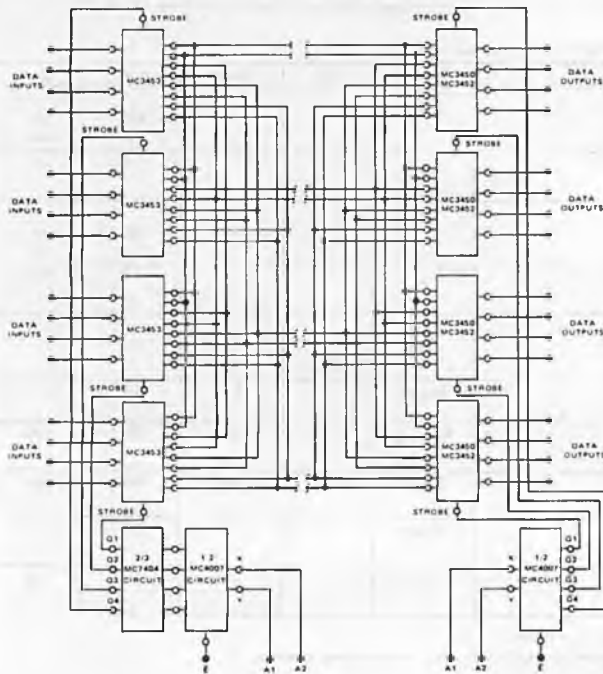 STROBE
STROBE
DATA
INPUTS
MC3453
MC3450
MC3452
DATA
OUTPUTS
STROBE
STROBE
DATA
INPUTS
MC3453
MC3450
MC3452
DATA
OUTPUTS
DATA
INPUTS
MC3453
MC3450
MC3452
DATA
OUTPUTS
STROBE
STROBE
DATA
INPUTS
MC3453
MC3450
MC3452
DATA
OUTPUTS
STROBE
STROBE
G1
G2
G3
G4
2/3
MC7404
CIRCUIT
1/2
MC4007
CIRCUIT
X
Y
X
Y
1/2
MC4007
CIRCUIT
G1
G2
G3
G4
E
A1
A2
A1
A2
E